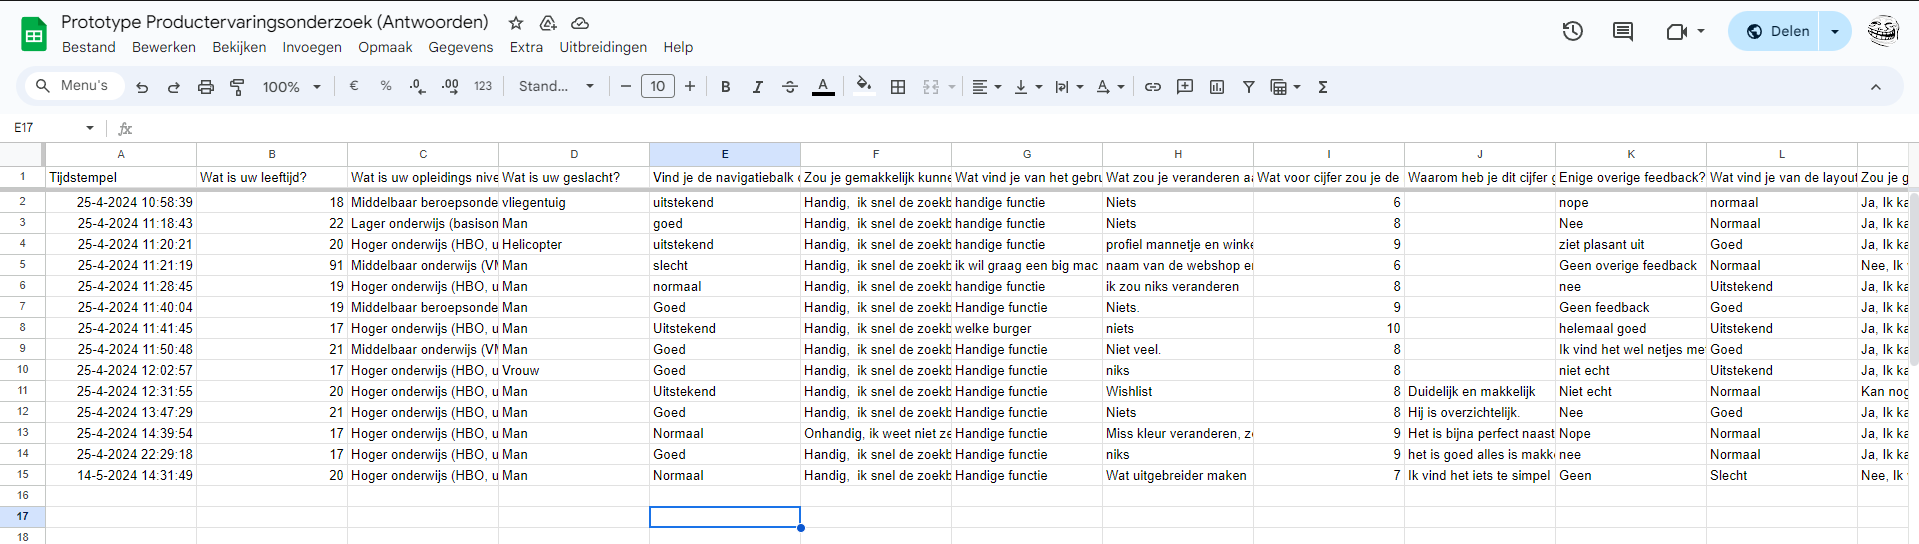 Prototype Productervaringsonderzoek (Antwoorden)
Bestand Bewerken Bekijken Invoegen Opmaak Gegevens Extra Uitbreidingen Help
Delen
Menu's 100% € % .0 .00 123 Stand... 10 B I A A Σ
E17 fx
A B C D E F G H I J K L
1 Tijdstempel Wat is uw leeftijd? Wat is uw opleidings nive Wat is uw geslacht? Vind je de navigatiebalk Zou je gemakkelijk kunne Wat vind je van het gebru Wat zou je veranderen aa Wat voor cijfer zou je de Waarom heb je dit cijfer Enige overige feedback? Wat vind je van de layout Zou je g
2 25-4-2024 10:58:39 18 Middelbaar beroepsonde vliegentuig uitstekend Handig, ik snel de zoekb handige functie Niets 6 nope normaal Ja, Ik ka
3 25-4-2024 11:18:43 22 Lager onderwijs (basison Man goed Handig, ik snel de zoekb handige functie Niets 8 Nee Normaal Ja, Ik ka
4 25-4-2024 11:20:21 20 Hoger onderwijs (HBO, u Helicopter uitstekend Handig, ik snel de zoekb handige functie profiel mannetje en winke 9 ziet plasant uit Goed Ja, Ik ka
5 25-4-2024 11:21:19 91 Middelbaar onderwijs (VM Man slecht Handig, ik snel de zoekb ik wil graag een big mac naam van de webshop en 6 Geen overige feedback Normaal Nee, Ik
6 25-4-2024 11:28:45 19 Hoger onderwijs (HBO, u Man normaal Handig, ik snel de zoekb handige functie ik zou niks veranderen 8 nee Uitstekend Ja, Ik ka
7 25-4-2024 11:40:04 19 Middelbaar beroepsonde Man Goed Handig, ik snel de zoekb Handige functie Niets. 9 Geen feedback Goed Ja, Ik ka
8 25-4-2024 11:41:45 17 Hoger onderwijs (HBO, u Man Uitstekend Handig, ik snel de zoekb welke burger niets 10 helemaal goed Uitstekend Ja, Ik ka
9 25-4-2024 11:50:48 21 Middelbaar onderwijs (VM Man Goed Handig, ik snel de zoekb Handige functie Niet veel. 8 Ik vind het wel netjes met Goed Ja, Ik ka
10 25-4-2024 12:02:57 17 Hoger onderwijs (HBO, u Vrouw Goed Handig, ik snel de zoekb Handige functie niks 8 niet echt Uitstekend Ja, Ik ka
11 25-4-2024 12:31:55 20 Hoger onderwijs (HBO, u Man Uitstekend Handig, ik snel de zoekb Handige functie Wishlist 8 Duidelijk en makkelijk Niet echt Normaal Kan nog
12 25-4-2024 13:47:29 21 Hoger onderwijs (HBO, u Man Goed Handig, ik snel de zoekb Handige functie Niets 8 Hij is overzichtelijk. Nee Goed Ja, Ik ka
13 25-4-2024 14:39:54 17 Hoger onderwijs (HBO, u Man Normaal Onhandig, ik weet niet ze Handige functie Miss kleur veranderen, ze 9 Het is bijna perfect naast Nope Normaal Ja, Ik ka
14 25-4-2024 22:29:18 17 Hoger onderwijs (HBO, u Man Goed Handig, ik snel de zoekb Handige functie niks 9 het is goed alles is makk nee Normaal Ja, Ik ka
15 14-5-2024 14:31:49 20 Hoger onderwijs (HBO, u Man Normaal Handig, ik snel de zoekb Handige functie Wat uitgebreider maken 7 Ik vind het iets te simpel Geen Slecht Nee, Ik
16
17
18